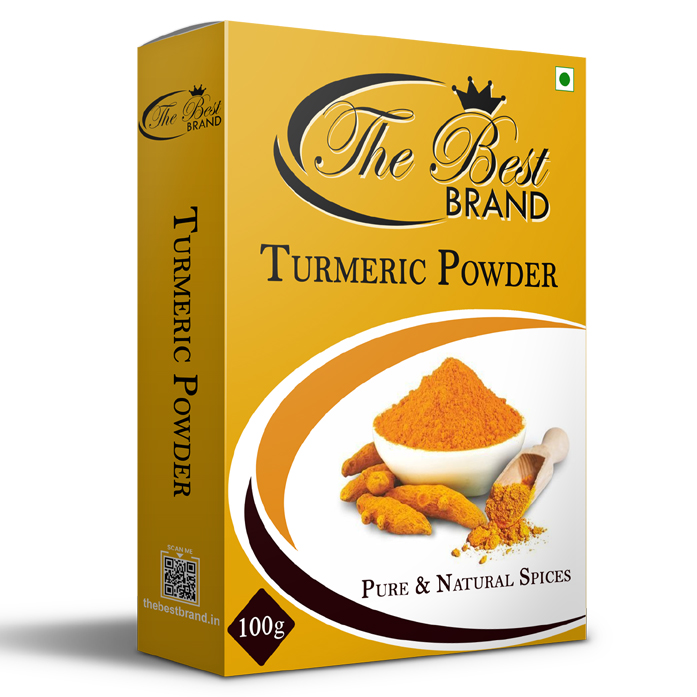 The Best
BRAND
TURMERIC POWDER
PURE & NATURAL SPICES
100g
The Best
BRAND
TURMERIC POWDER
SCAN ME
thebestbrand.in